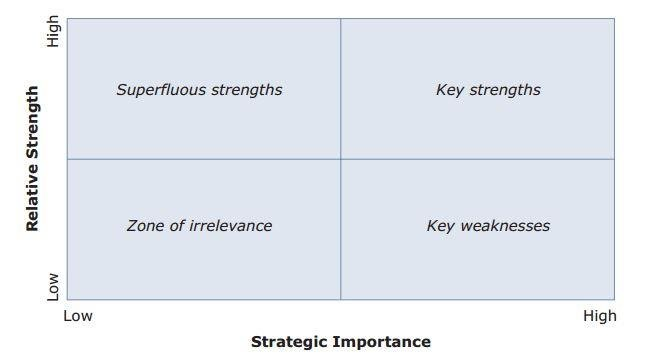 High
Superfluous strengths
Key strengths
Relative Strength
Zone of irrelevance
Key weaknesses
Low
Low
High
Strategic Importance